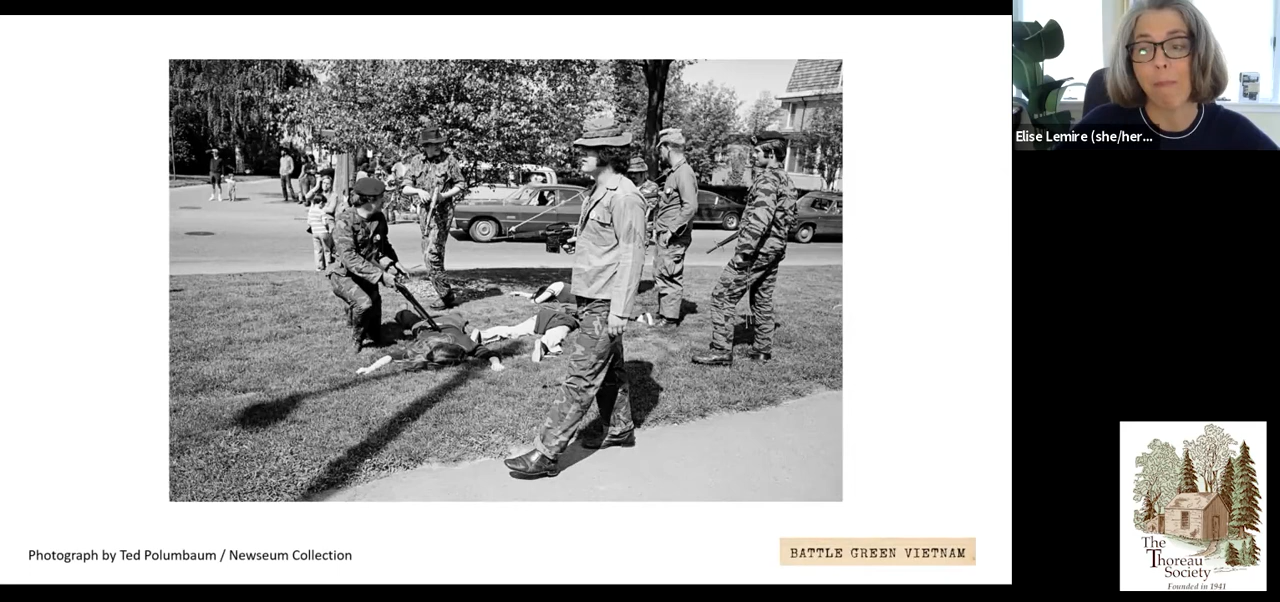 Elise Lemire (she/her...
Photograph by Ted Polumbaum / Newseum Collection
BATTLE GREEN VIETNAM
The
Thoreau
Society
Founded in 1941